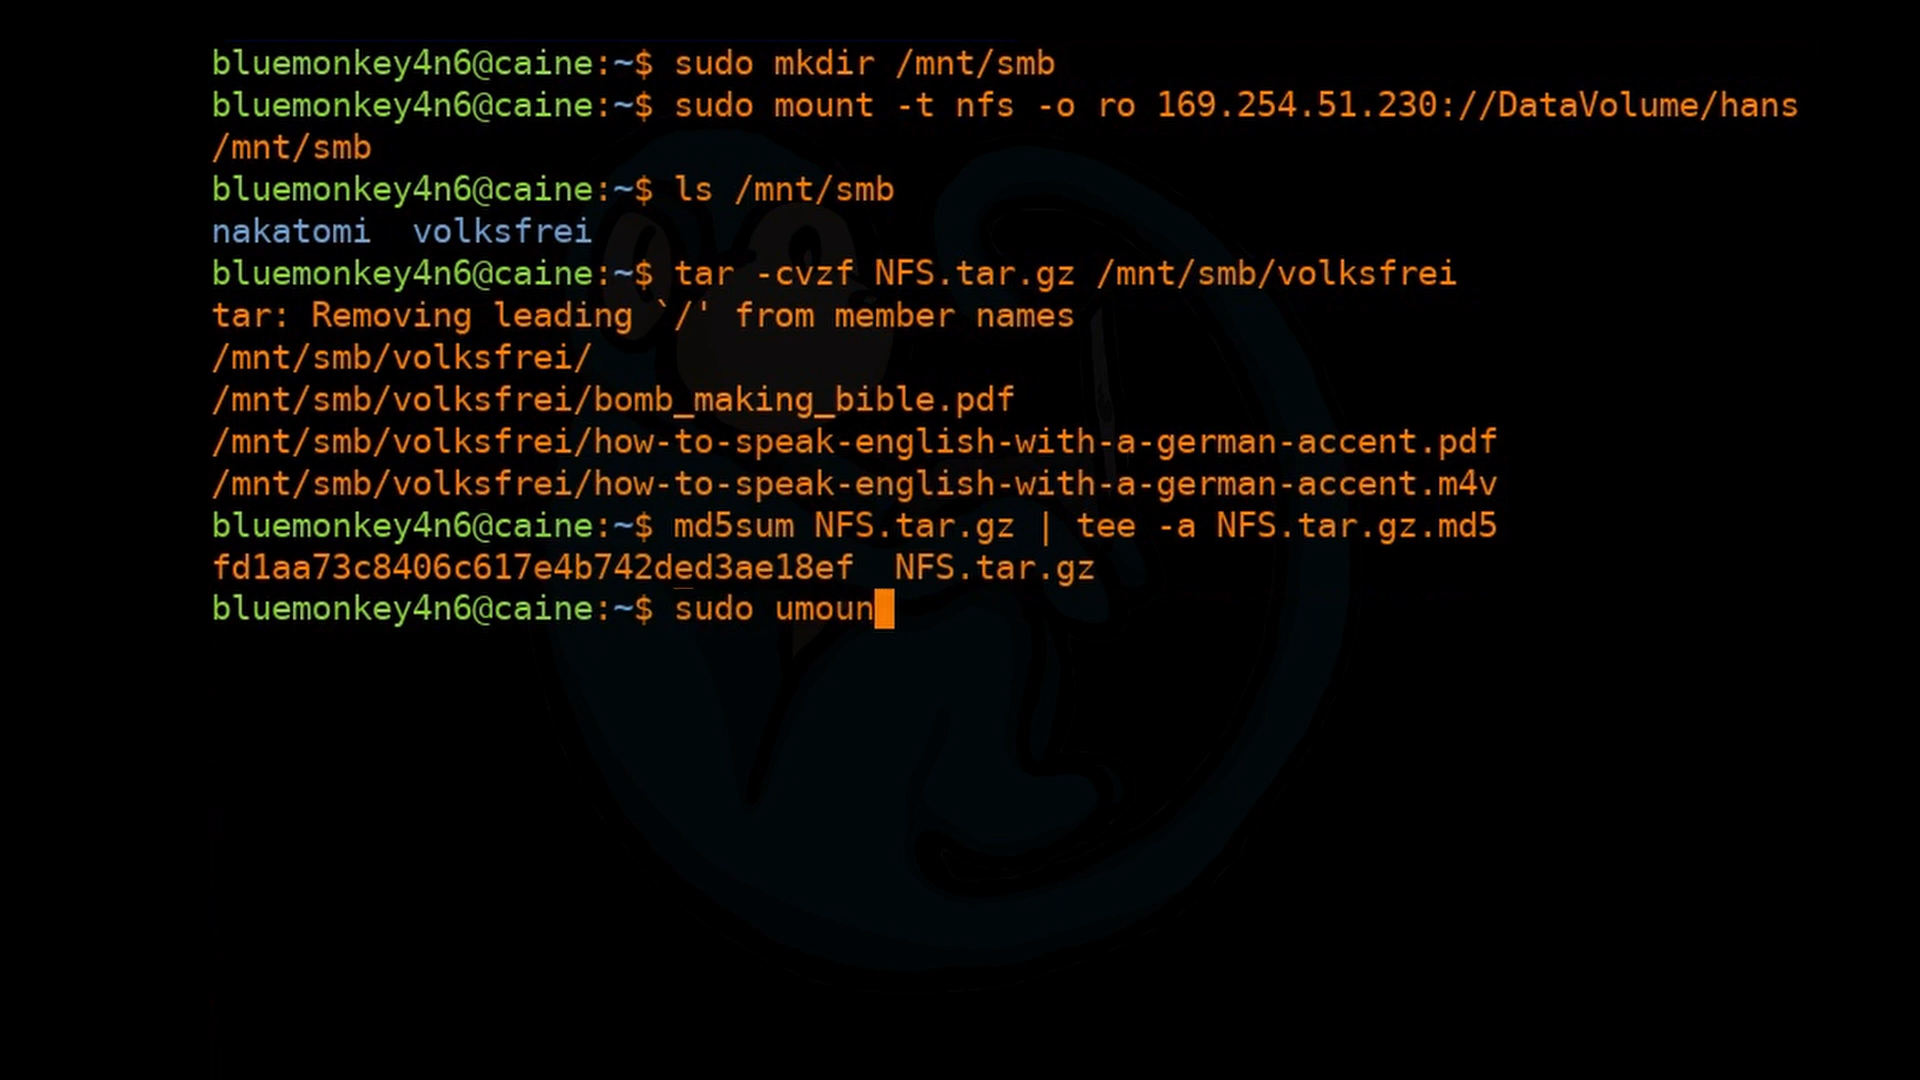 bluemonkey4n6@caine:~$ sudo mkdir /mnt/smb
bluemonkey4n6@caine:~$ sudo mount -t nfs -o ro 169.254.51.230://DataVolume/hans
/mnt/smb
bluemonkey4n6@caine:~$ ls /mnt/smb
nakatomi  volksfrei
bluemonkey4n6@caine:~$ tar -cvzf NFS.tar.gz /mnt/smb/volksfrei
tar: Removing leading `/' from member names
/mnt/smb/volksfrei/
/mnt/smb/volksfrei/bomb_making_bible.pdf
/mnt/smb/volksfrei/how-to-speak-english-with-a-german-accent.pdf
/mnt/smb/volksfrei/how-to-speak-english-with-a-german-accent.m4v
bluemonkey4n6@caine:~$ md5sum NFS.tar.gz | tee -a NFS.tar.gz.md5
fd1aa73c8406c617e4b742ded3ae18ef  NFS.tar.gz
bluemonkey4n6@caine:~$ sudo umoun